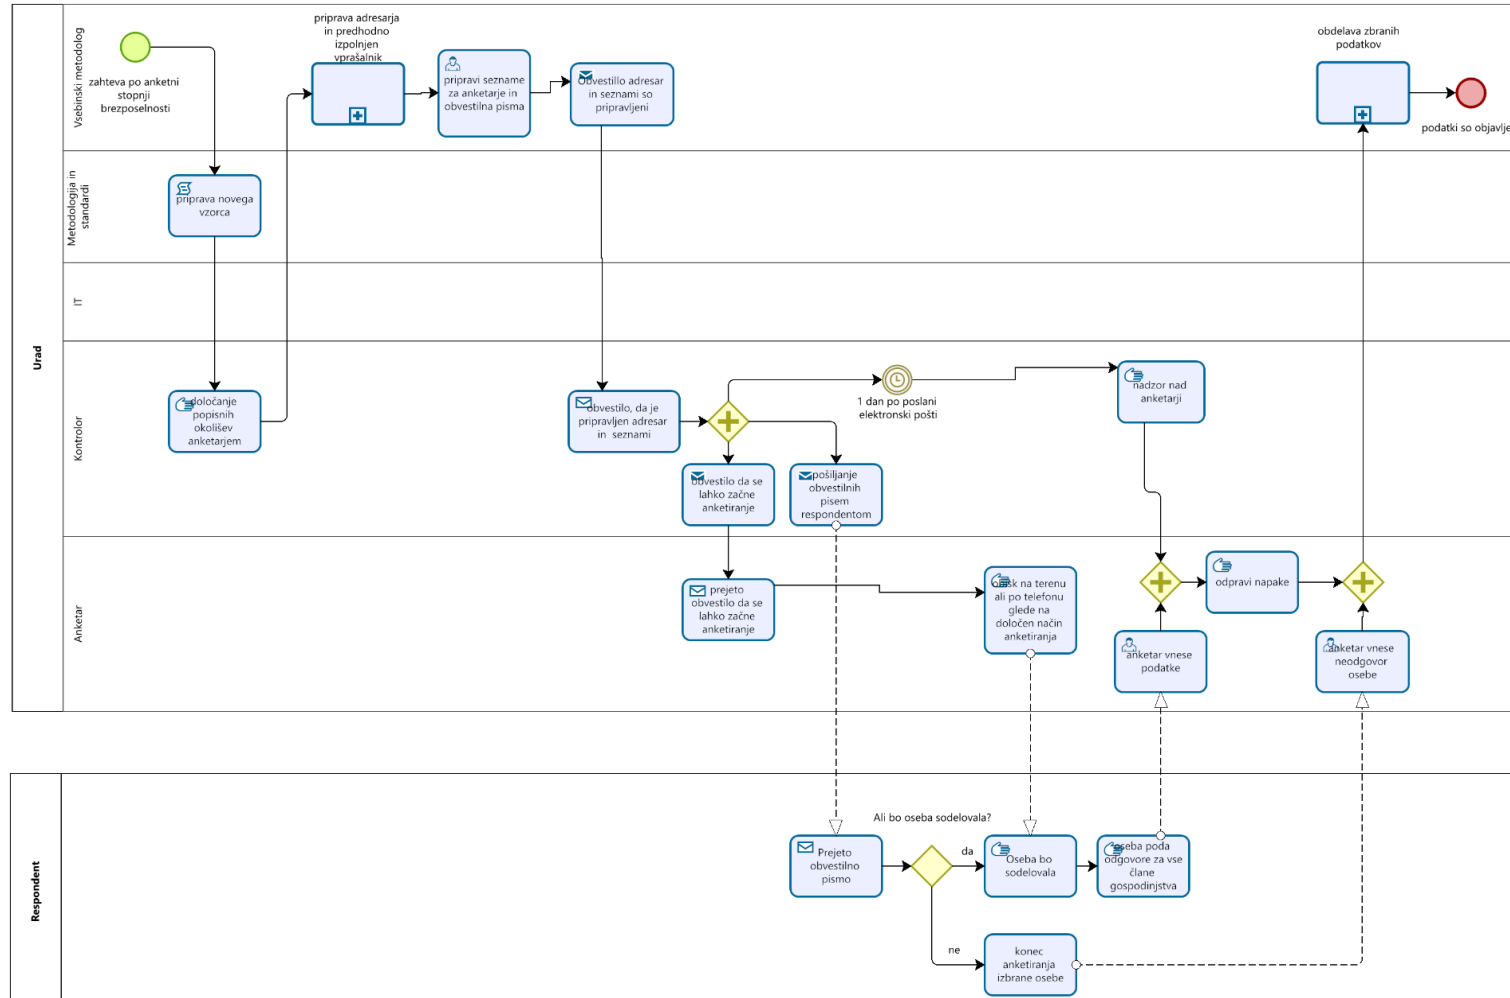 Urad
Vsebinski metodolog
zahteva po anketni
stopnji
brezposelnosti
priprava adresarja
in predhodno
izpolnjen
vprašalnik
pripravi sezname
za anketarje in
obvestilna pisma
Obvestillo adresar
in seznami so
pripravljeni
obdelava zbranih
podatkov
podatki so objavlje
Metodologija in
standardi
priprava novega
vzorca
IT
Kontrolor
določanje
popisnih
okolišev
anketarjem
obvestilo, da je
pripravljen adresar
in seznami
1 dan po poslani
elektronski pošti
nadzor nad
anketarji
obvestilo da se
lahko začne
anketiranje
pošiljanje
obvestilnih
pisem
respondentom
Anketar
prejeto
obvestilo da se
lahko začne
anketiranje
obisk na terenu
ali po telefonu
glede na
določen način
anketiranja
odpravi napake
anketar vnese
podatke
anketar vnese
neodgovor
osebe
Respondent
Ali bo oseba sodelovala?
Prejeto
obvestilno
pismo
da
Oseba bo
sodelovala
oseba poda
odgovore za vse
člane
gospodinjstva
ne
konec
anketiranja
izbrane osebe